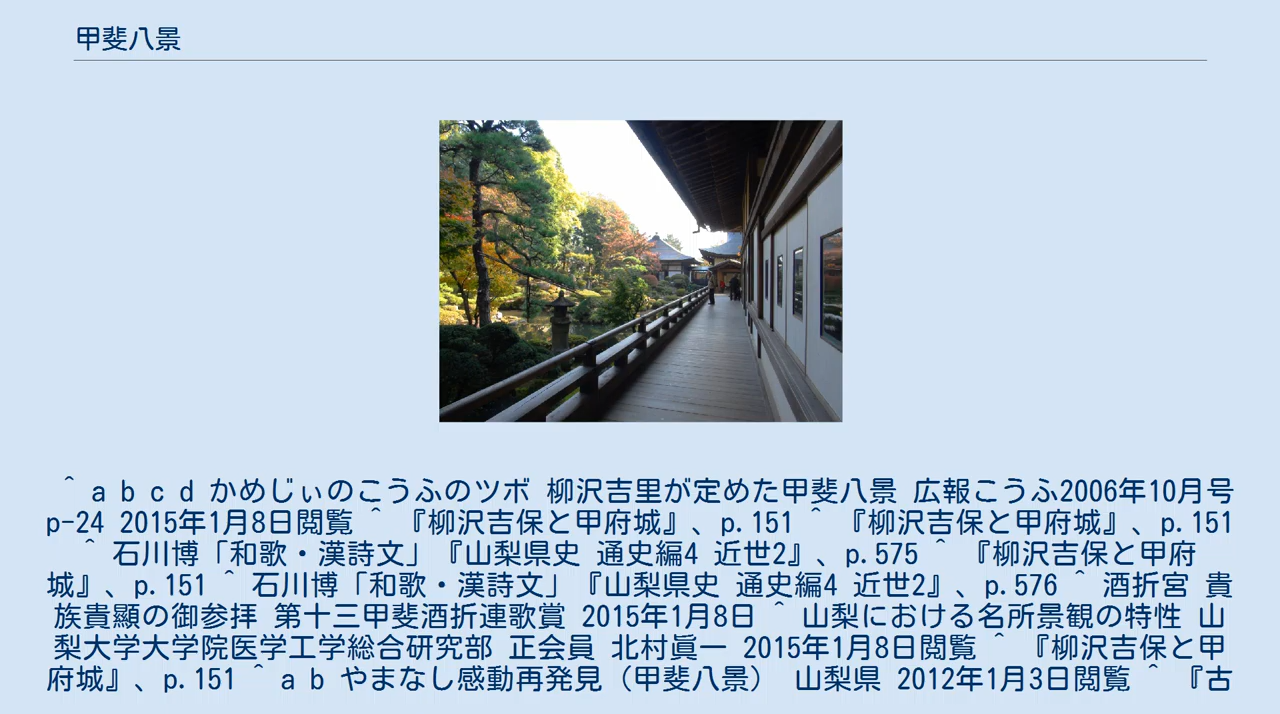 甲斐八景
^ a b c d かめじぃのこうふのツボ 柳沢吉里が定めた甲斐八景 広報こうふ2006年10月号
p-24 2015年1月8日閲覧 ^ 『柳沢吉保と甲府城』、p.151 ^ 『柳沢吉保と甲府城』、p.151
^ 石川博「和歌・漢詩文」『山梨県史 通史編4 近世2』、p.575 ^ 『柳沢吉保と甲府
城』、p.151 ^ 石川博「和歌・漢詩文」『山梨県史 通史編4 近世2』、p.576 ^ 酒折宮 貴
族貴顯の御参拝 第十三甲斐酒折連歌賞 2015年1月8日 ^ 山梨における名所景観の特性 山
梨大学大学院医学工学総合研究部 正会員 北村眞一 2015年1月8日閲覧 ^ 『柳沢吉保と甲
府城』、p.151 ^ a b やまなし感動再発見（甲斐八景） 山梨県 2012年1月3日閲覧 ^ 『古